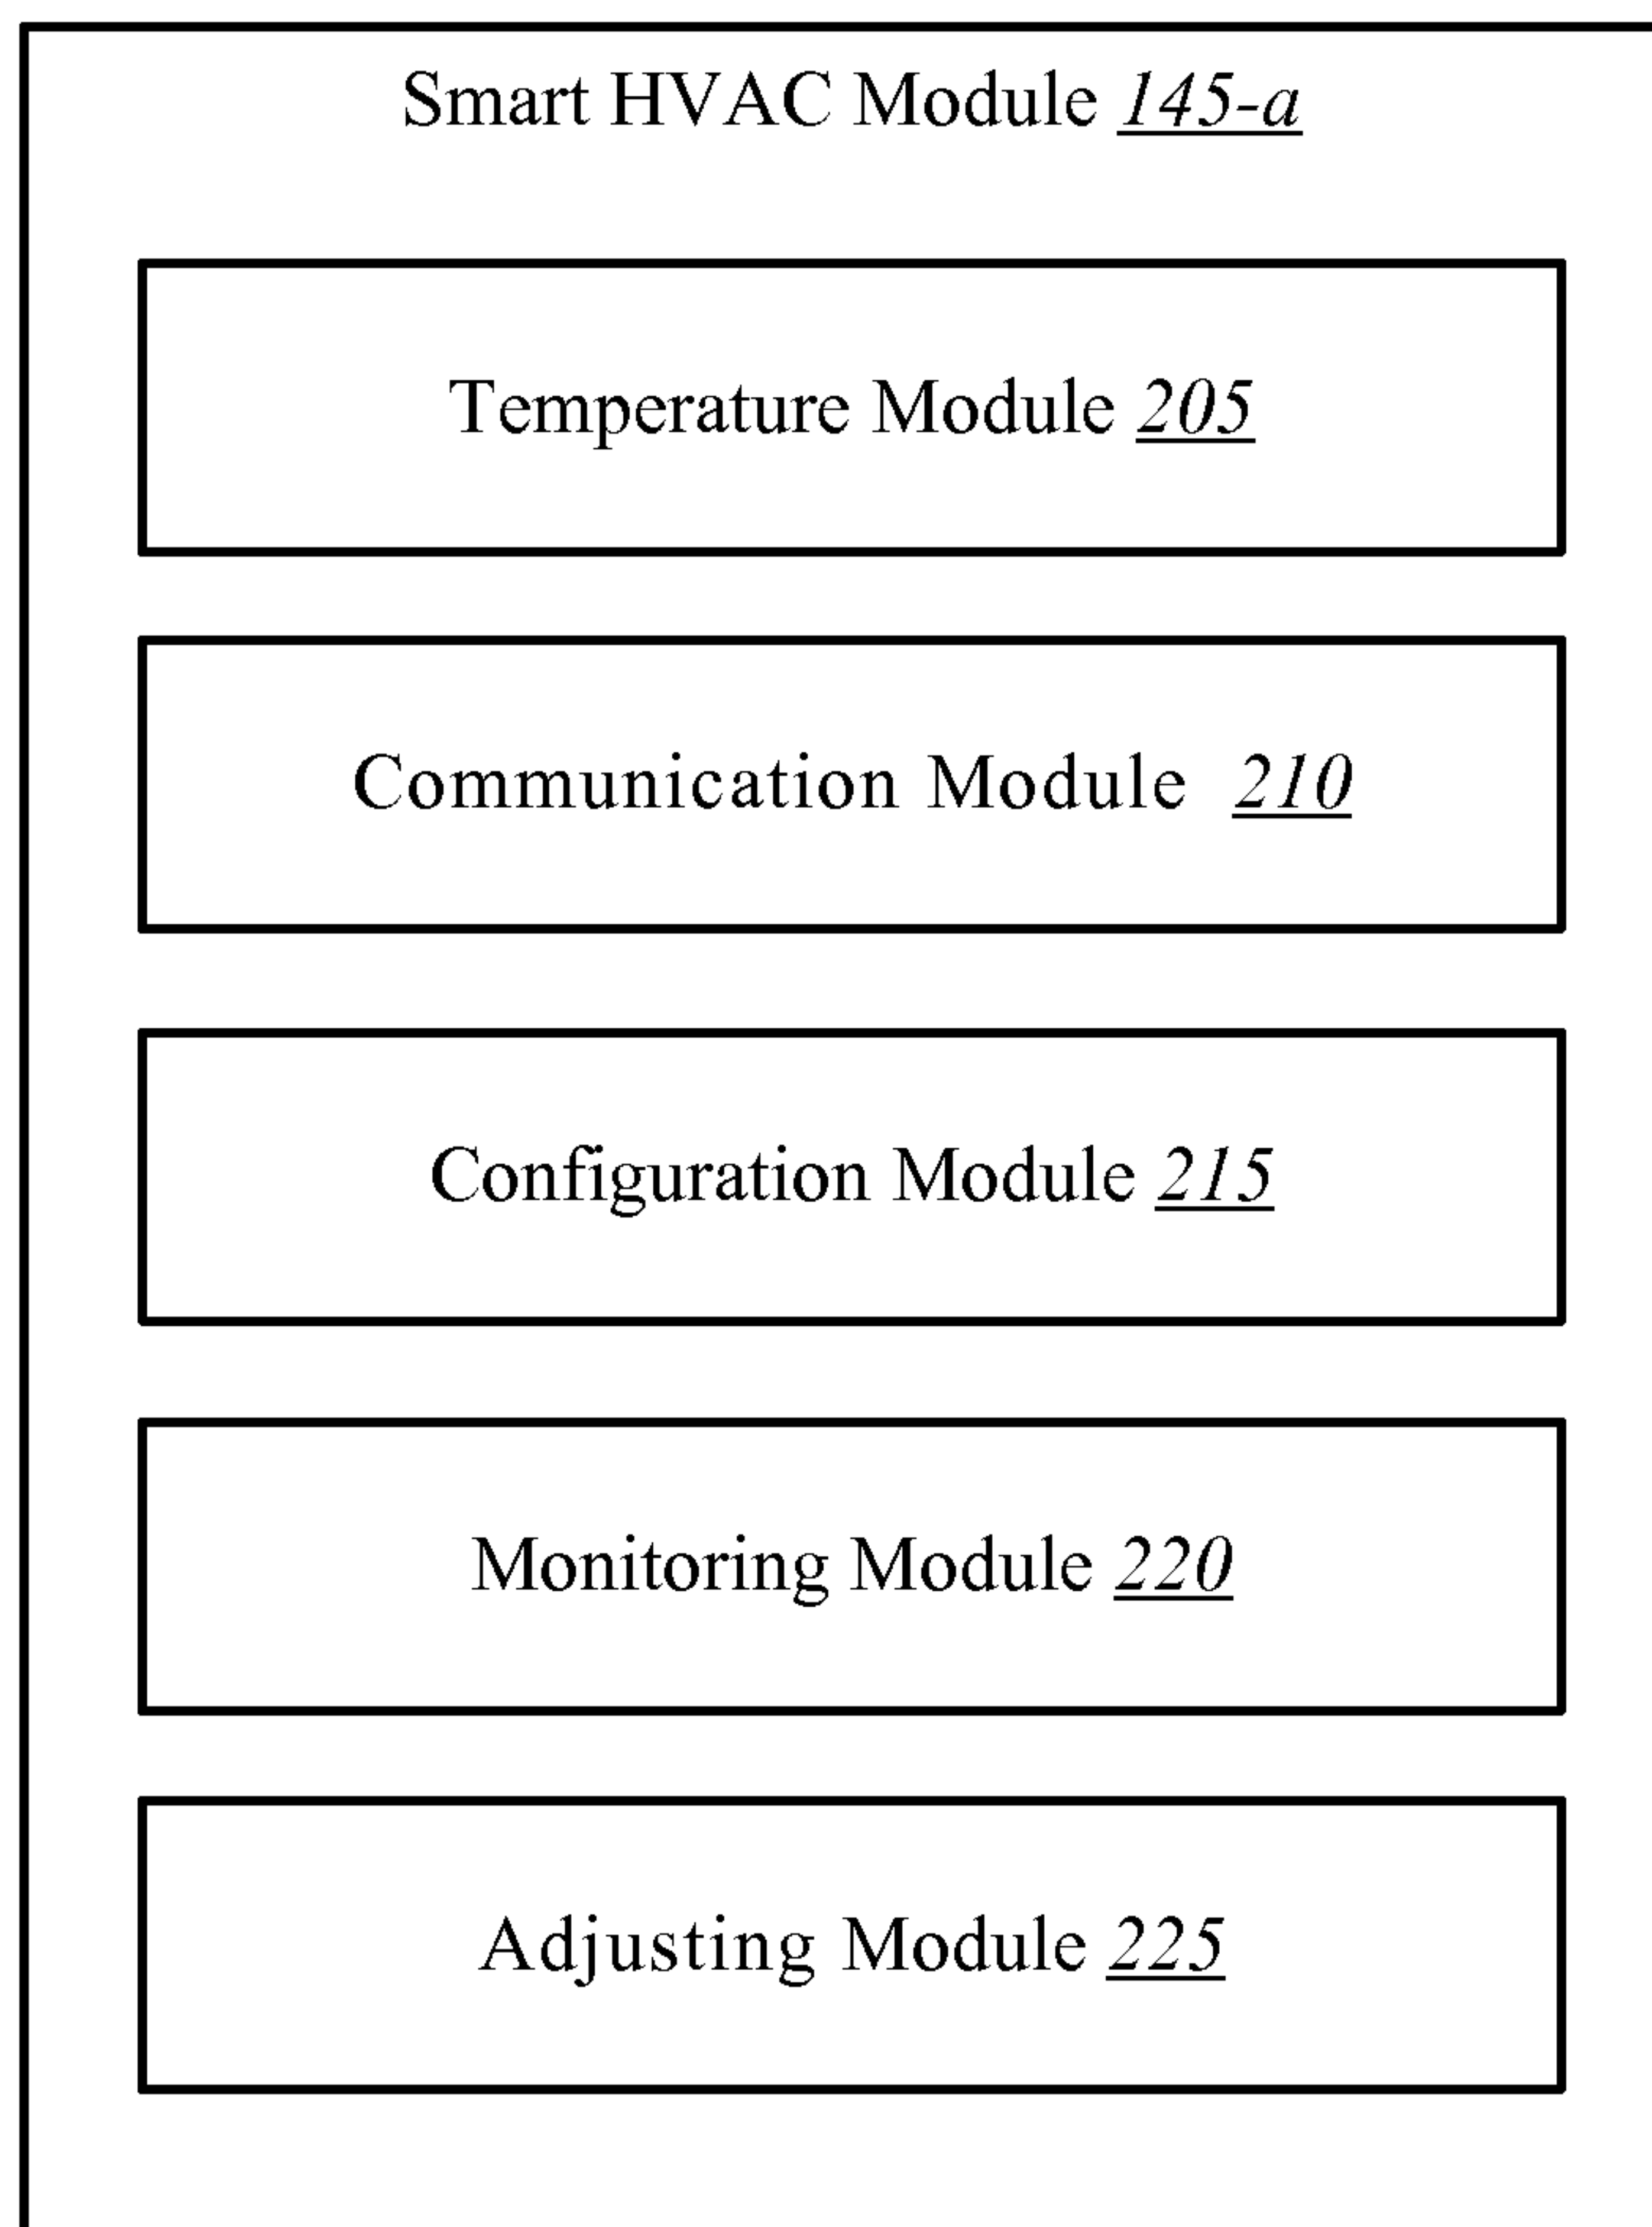 Smart HVAC Module 145-a
Temperature Module 205
Communication Module 210
Configuration Module 215
Monitoring Module 220
Adjusting Module 225